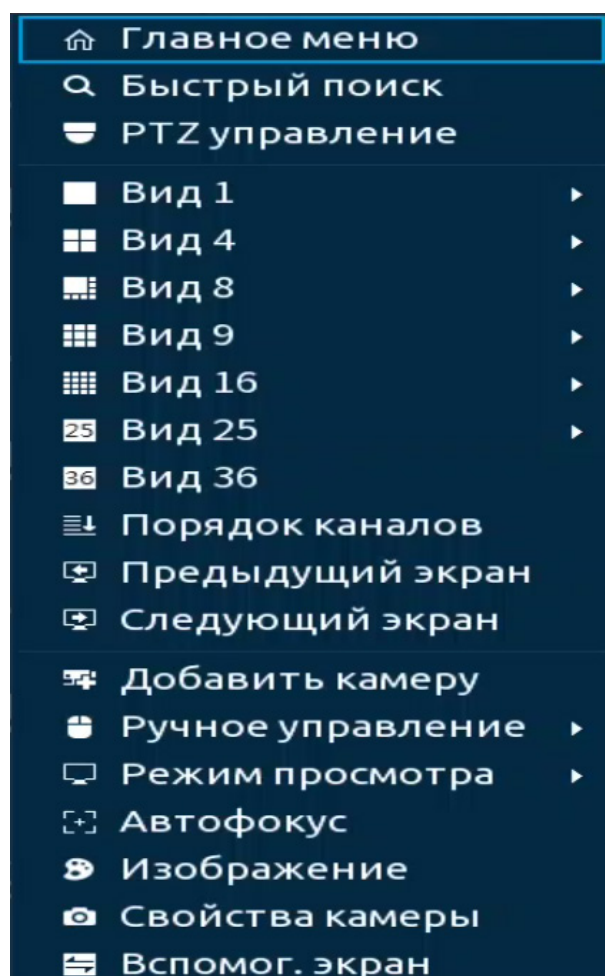 Главное меню
Быстрый поиск
PTZ управление
Вид 1
Вид 4
Вид 8
Вид 9
Вид 16
25 Вид 25
36 Вид 36
Порядок каналов
Предыдущий экран
Следующий экран
Добавить камеру
Ручное управление
Режим просмотра
Автофокус
Изображение
Свойства камеры
Вспомог. экран